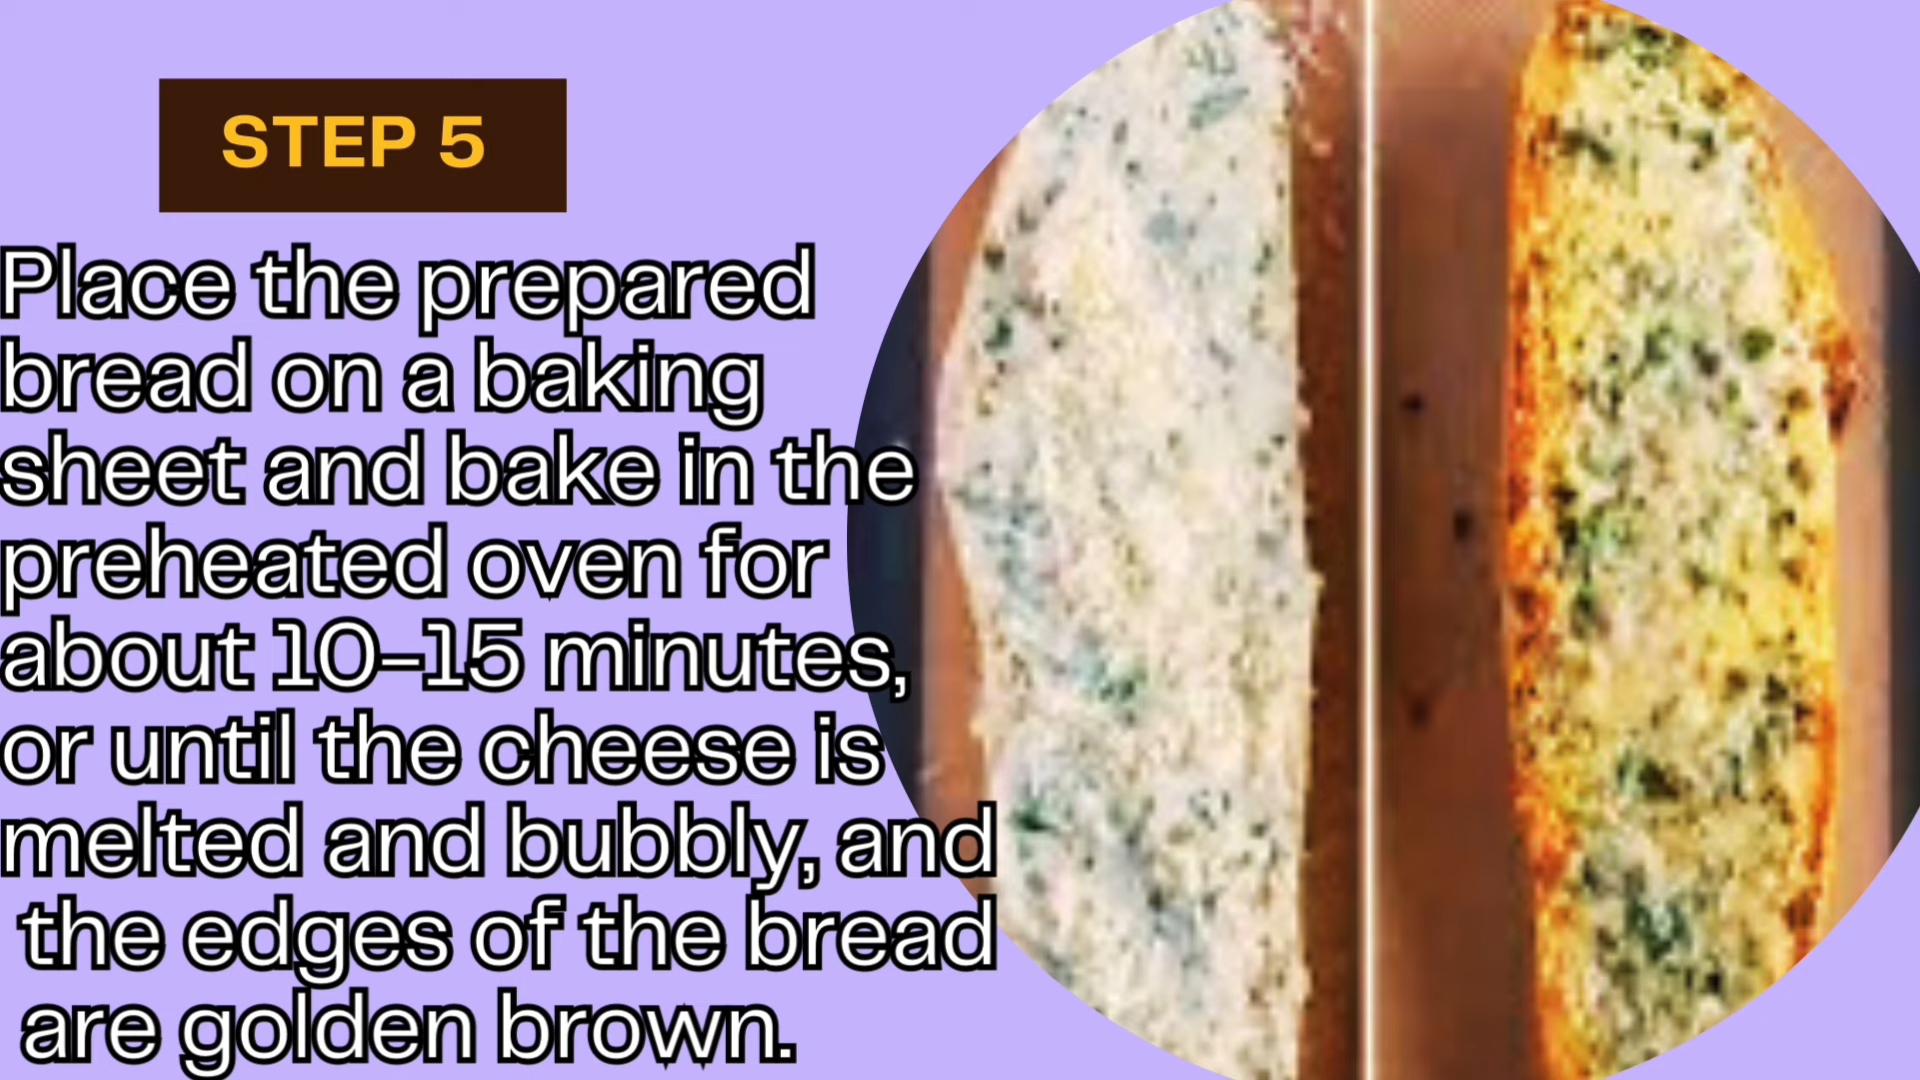 STEP 5
Place the prepared
bread on a baking
sheet and bake in the
preheated oven for
about 10–15 minutes,
or until the cheese is
melted and bubbly, and
the edges of the bread
are golden brown.